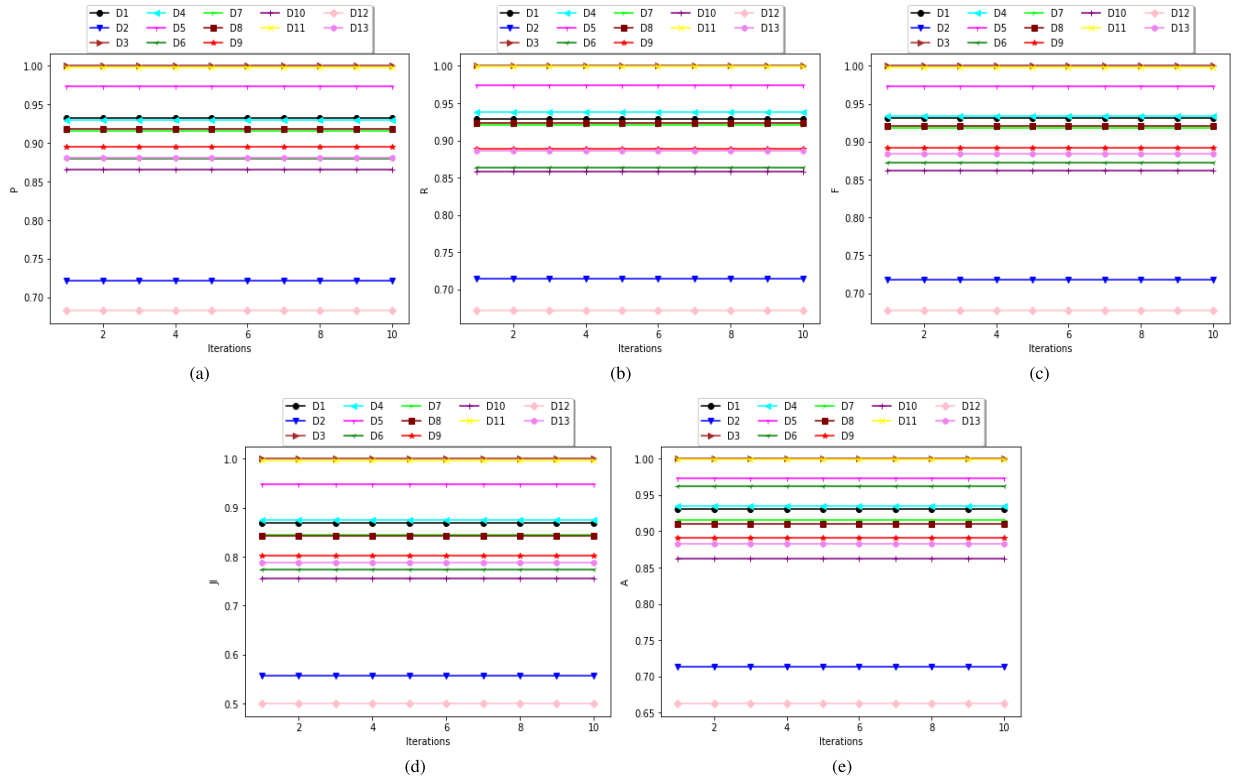 D1 D4 D7 D10 D12
D2 D5 D8 D11 D13
D3 D6 D9
1.00
0.95
0.90
0.85
0.80
0.75
0.70
P
2 4 6 8 10
Iterations
(a)
D1 D4 D7 D10 D12
D2 D5 D8 D11 D13
D3 D6 D9
1.00
0.95
0.90
0.85
0.80
0.75
0.70
R
2 4 6 8 10
Iterations
(b)
D1 D4 D7 D10 D12
D2 D5 D8 D11 D13
D3 D6 D9
1.00
0.95
0.90
0.85
0.80
0.75
0.70
F
2 4 6 8 10
Iterations
(c)
D1 D4 D7 D10 D12
D2 D5 D8 D11 D13
D3 D6 D9
1.0
0.9
0.8
0.7
0.6
0.5
JI
2 4 6 8 10
Iterations
(d)
D1 D4 D7 D10 D12
D2 D5 D8 D11 D13
D3 D6 D9
1.00
0.95
0.90
0.85
0.80
0.75
0.70
0.65
A
2 4 6 8 10
Iterations
(e)